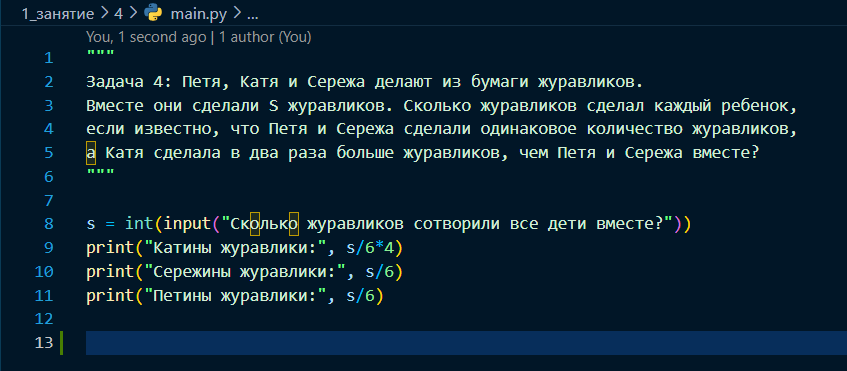 1_занятие > 4 > main.py > ...
You, 1 second ago | 1 author (You)
1 """
2 Задача 4: Петя, Катя и Сережа делают из бумаги журавликов.
3 Вместе они сделали S журавликов. Сколько журавликов сделал каждый ребенок,
4 если известно, что Петя и Сережа сделали одинаковое количество журавликов,
5 а Катя сделала в два раза больше журавликов, чем Петя и Сережа вместе?
6 """
7
8 s = int(input("Сколько журавликов сотворили все дети вместе?"))
9 print("Катины журавлики:", s/6*4)
10 print("Сережины журавлики:", s/6)
11 print("Петины журавлики:", s/6)
12
13